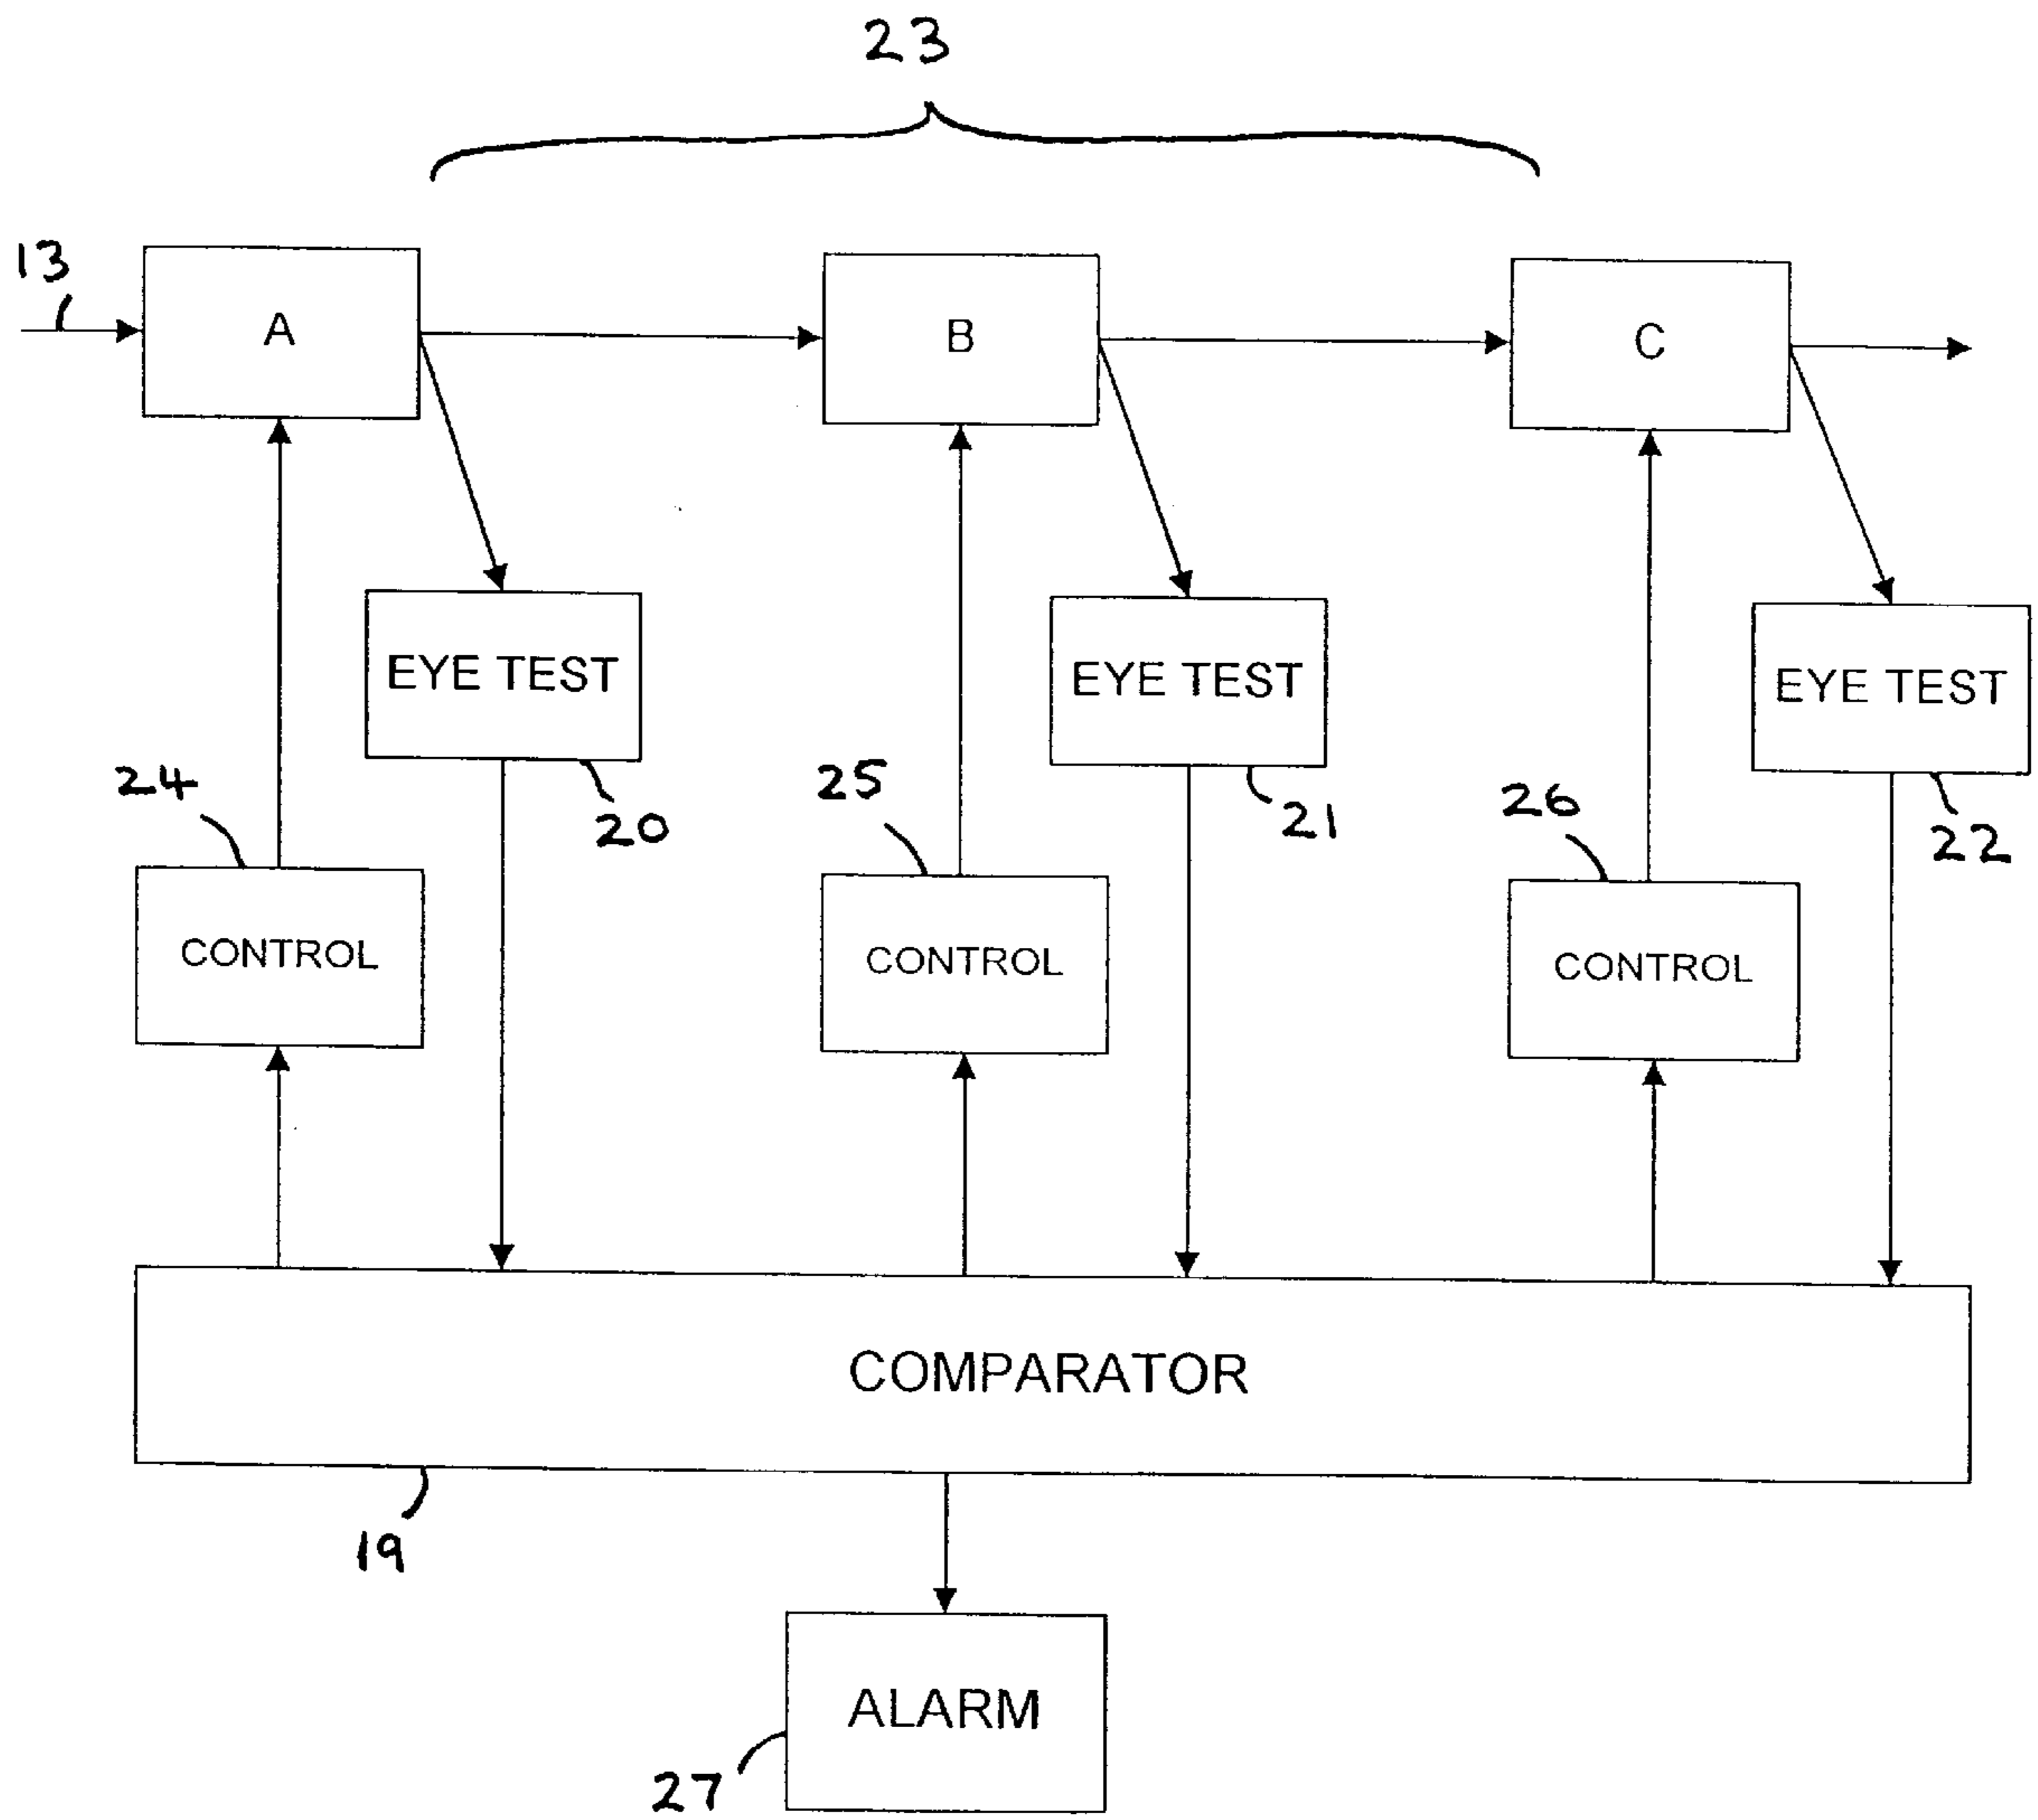 23
13
A
B
C
EYE TEST
EYE TEST
EYE TEST
24
20
25
21
26
22
CONTROL
CONTROL
CONTROL
COMPARATOR
19
ALARM
27